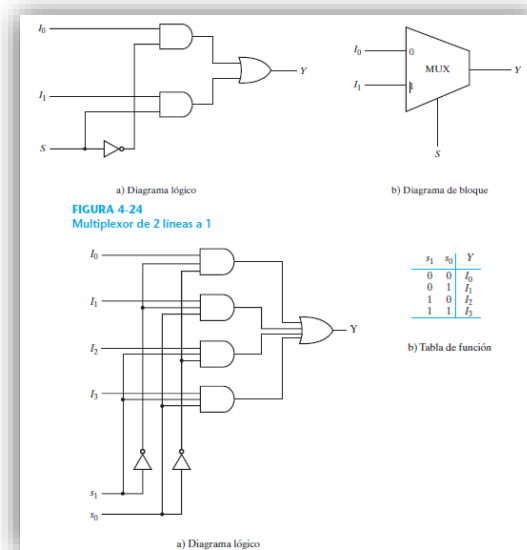 I₀
I₁
S
Y
a) Diagrama lógico
I₀
I₁
0
1
MUX
Y
S
b) Diagrama de bloque
FIGURA 4-24
Multiplexor de 2 líneas a 1
I₀
I₁
I₂
I₃
s₁
s₀
Y
a) Diagrama lógico
s₁ s₀ Y
0 0 I₀
0 1 I₁
1 0 I₂
1 1 I₃
b) Tabla de función